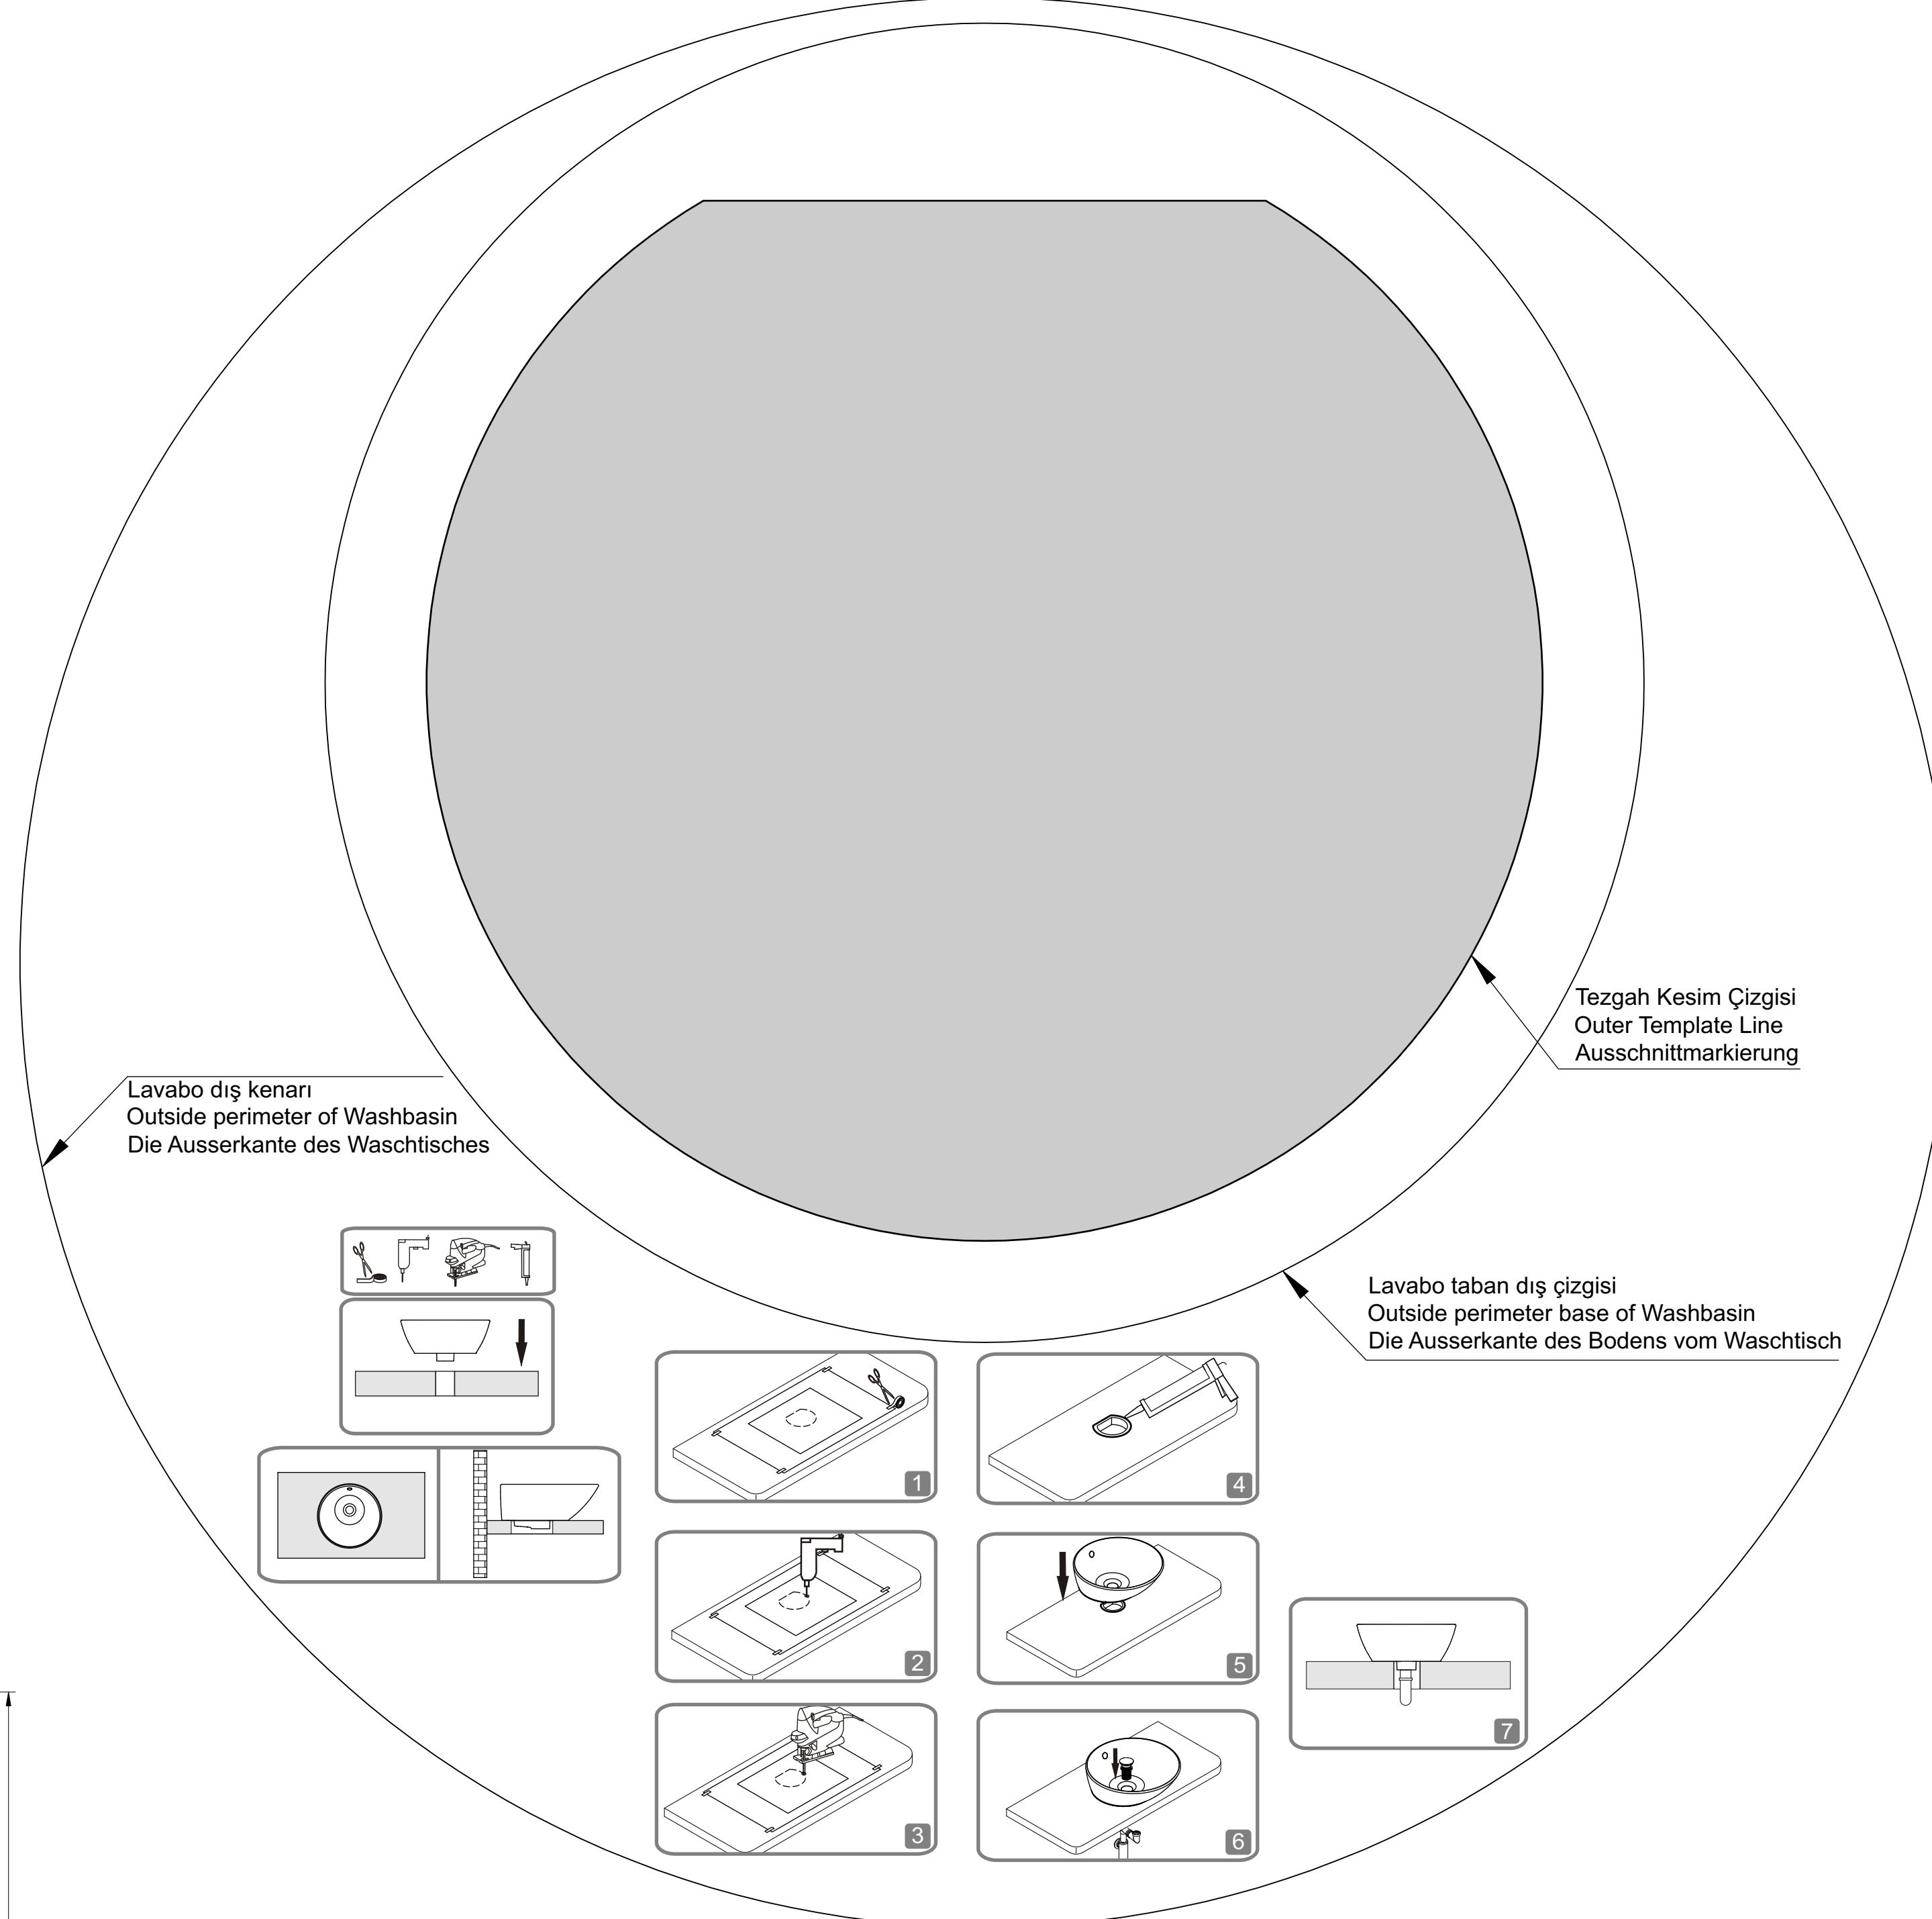 Tezgah Kesim Çizgisi
Outer Template Line
Ausschnittmarkierung
Lavabo dış kenarı
Outside perimeter of Washbasin
Die Ausserkante des Waschtisches
Lavabo taban dış çizgisi
Outside perimeter base of Washbasin
Die Ausserkante des Bodens vom Waschtisch
1
4
2
5
3
6
7